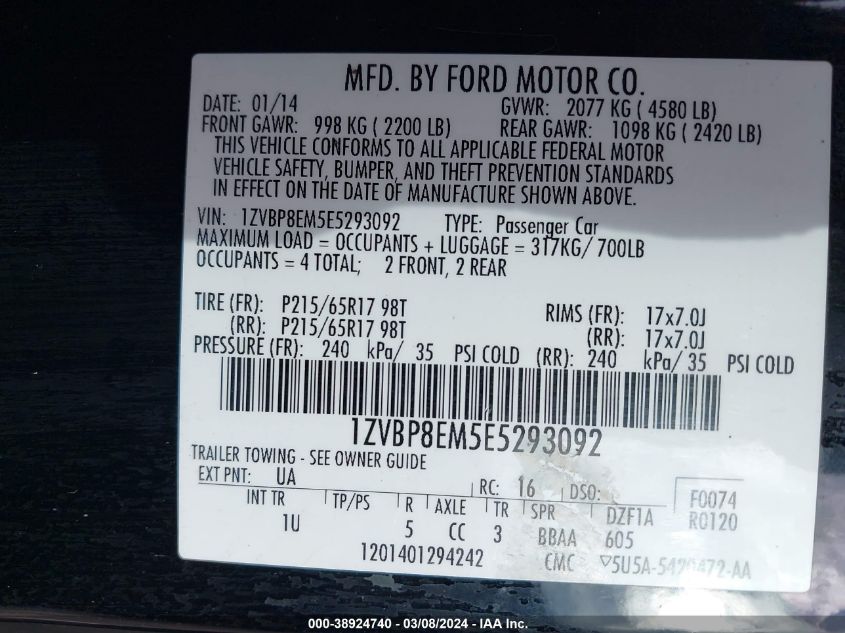 MFD. BY FORD MOTOR CO.
DATE: 01/14 GVWR: 2077 KG ( 4580 LB)
FRONT GAWR: 998 KG ( 2200 LB) REAR GAWR: 1098 KG ( 2420 LB)
THIS VEHICLE CONFORMS TO ALL APPLICABLE FEDERAL MOTOR
VEHICLE SAFETY, BUMPER, AND THEFT PREVENTION STANDARDS
IN EFFECT ON THE DATE OF MANUFACTURE SHOWN ABOVE.
VIN: 1ZVBP8EM5E5293092 TYPE: Passenger Car
MAXIMUM LOAD = OCCUPANTS + LUGGAGE = 317KG/ 700LB
OCCUPANTS = 4 TOTAL; 2 FRONT, 2 REAR
TIRE (FR): P215/65R17 98T RIMS (FR): 17x7.0J
(RR): P215/65R17 98T (RR): 17x7.0J
PRESSURE (FR): 240 kPa/ 35 PSI COLD (RR): 240 kPa/ 35 PSI COLD
1ZVBP8EM5E5293092
TRAILER TOWING - SEE OWNER GUIDE
EXT PNT: UA RC: 16 DSO: F0074
INT TR TP/PS R AXLE TR SPR DZF1A R0120
1U 5 CC 3 BBAA 605
1201401294242 CMC 5U5A-5420472-AA
000-38924740 - 03/08/2024 - IAA Inc.